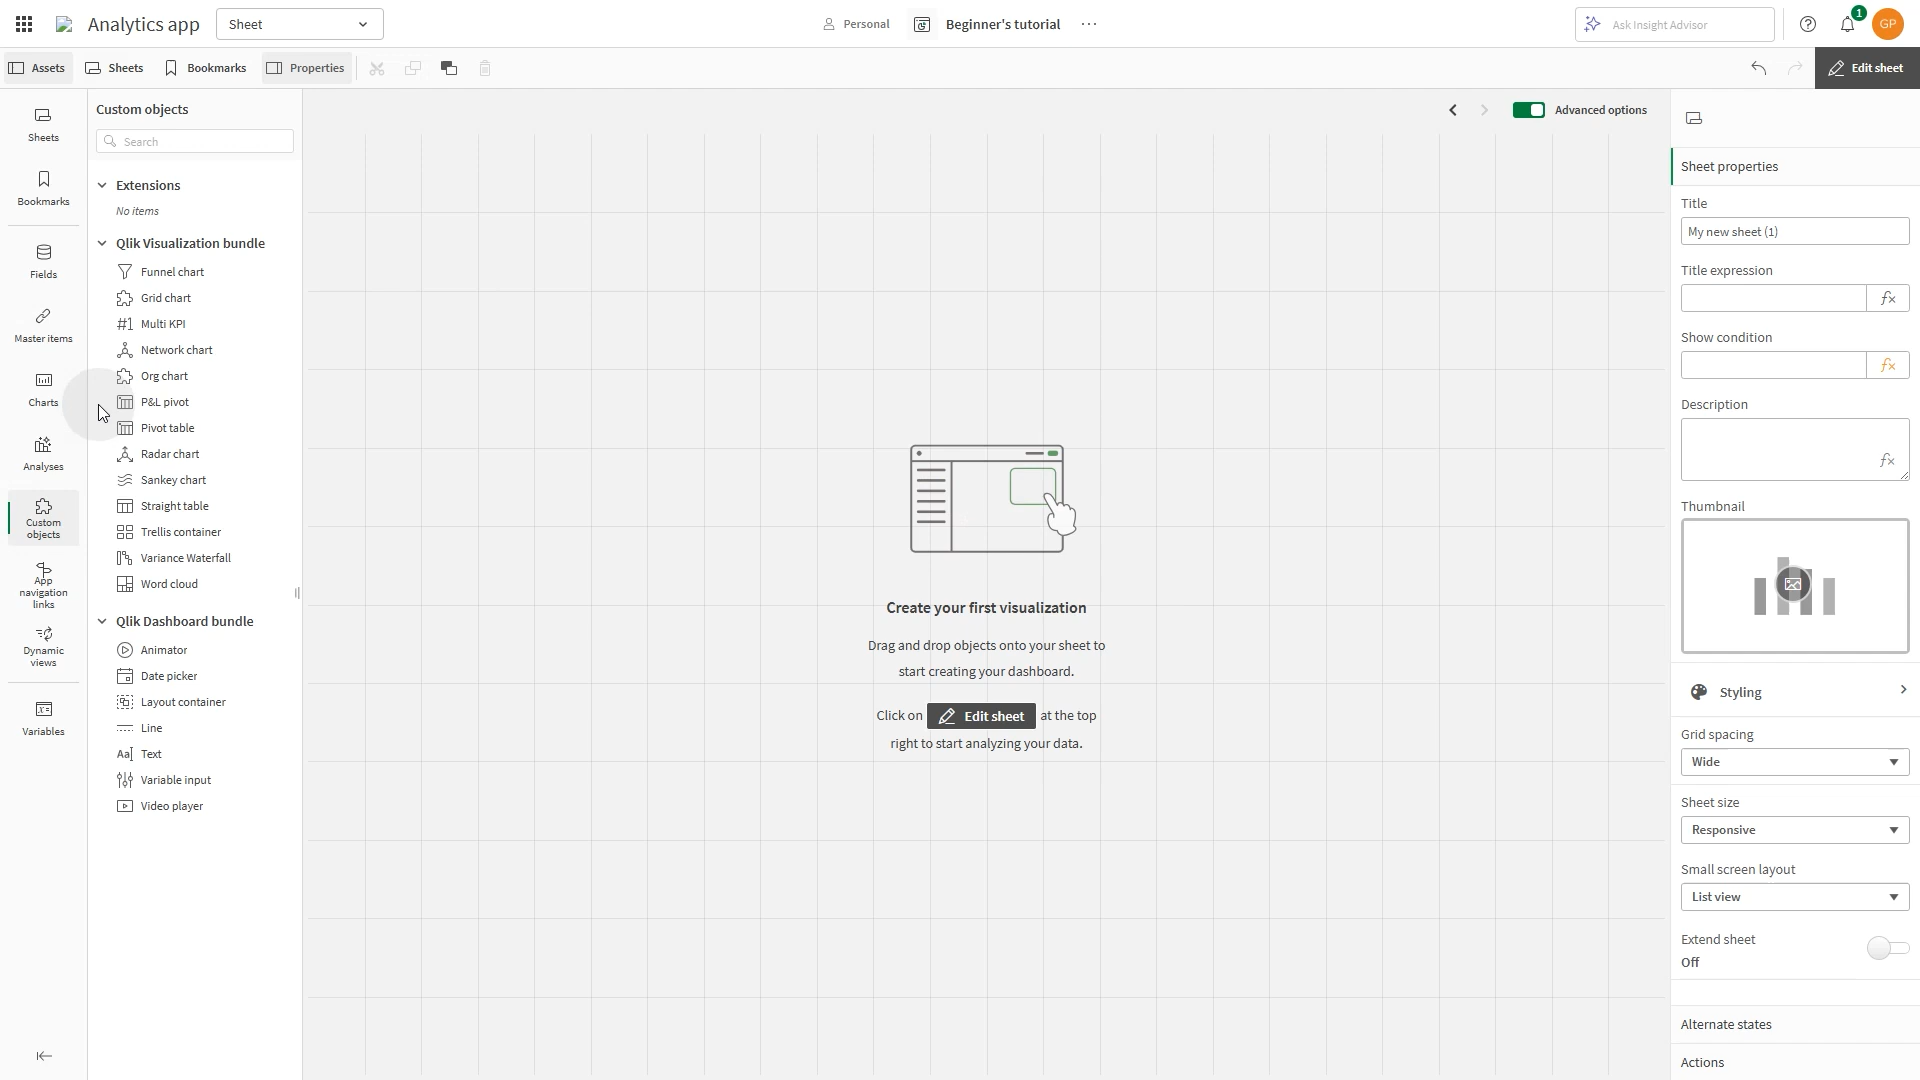 Analytics app
Sheet
Personal
Beginner's tutorial
Ask Insight Advisor
1
GP
Assets
Sheets
Bookmarks
Properties
Edit sheet
Sheets
Bookmarks
Fields
Master items
Charts
Analyses
Custom
objects
App
navigation
links
Dynamic
views
Variables
Custom objects
Search
Extensions
No items
Qlik Visualization bundle
Funnel chart
Grid chart
#1 Multi KPI
Network chart
Org chart
P&L pivot
Pivot table
Radar chart
Sankey chart
Straight table
Trellis container
Variance Waterfall
Word cloud
Qlik Dashboard bundle
Animator
Date picker
Layout container
Line
Aa Text
Variable input
Video player
Advanced options
Create your first visualization
Drag and drop objects onto your sheet to
start creating your dashboard.
Click on Edit sheet at the top
right to start analyzing your data.
Sheet properties
Title
My new sheet (1)
Title expression
fx
Show condition
fx
Description
fx
Thumbnail
Styling
Grid spacing
Wide
Sheet size
Responsive
Small screen layout
List view
Extend sheet
Off
Alternate states
Actions